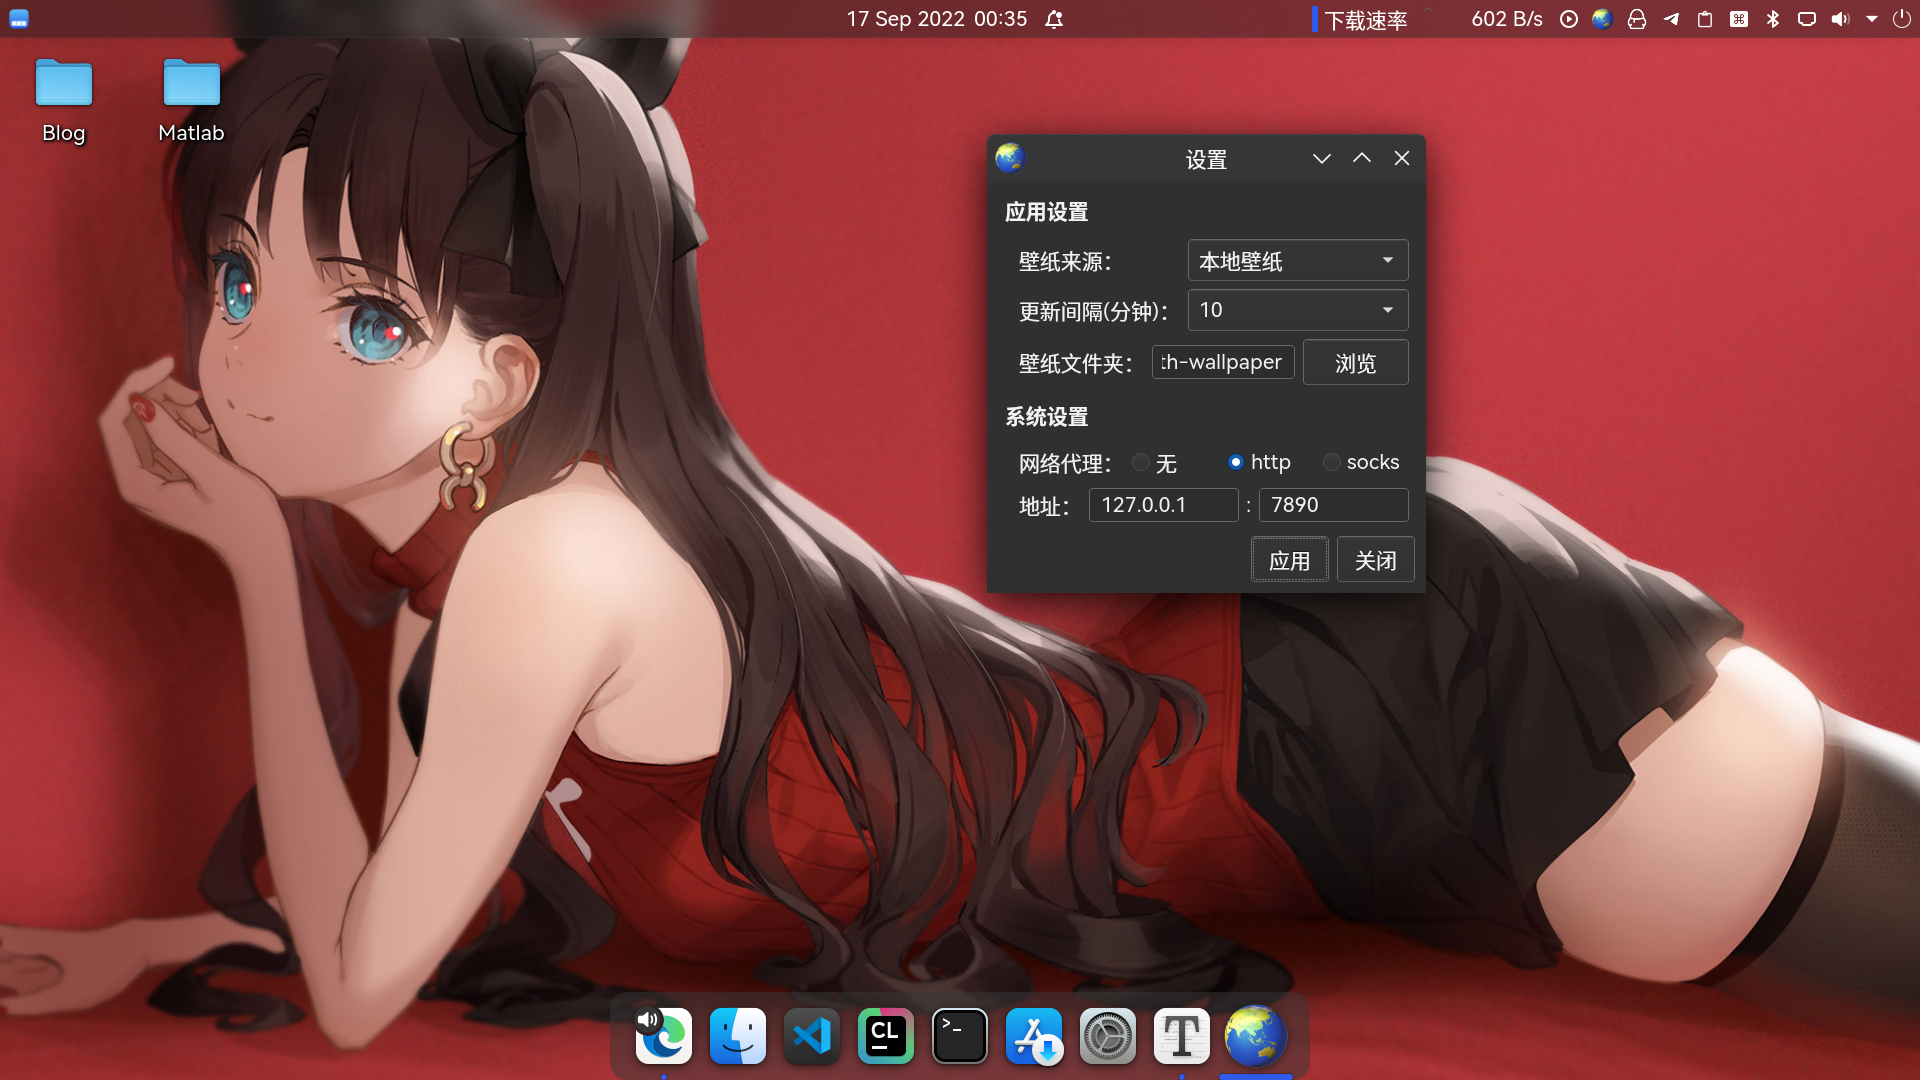 17 Sep 2022 00:35
下载速率
602 B/s
Blog
Matlab
设置
应用设置
壁纸来源：
本地壁纸
更新间隔(分钟)：
10
壁纸文件夹：
th-wallpaper
浏览
系统设置
网络代理：
无
http
socks
地址：
127.0.0.1
:
7890
应用
关闭
CL
>_
T